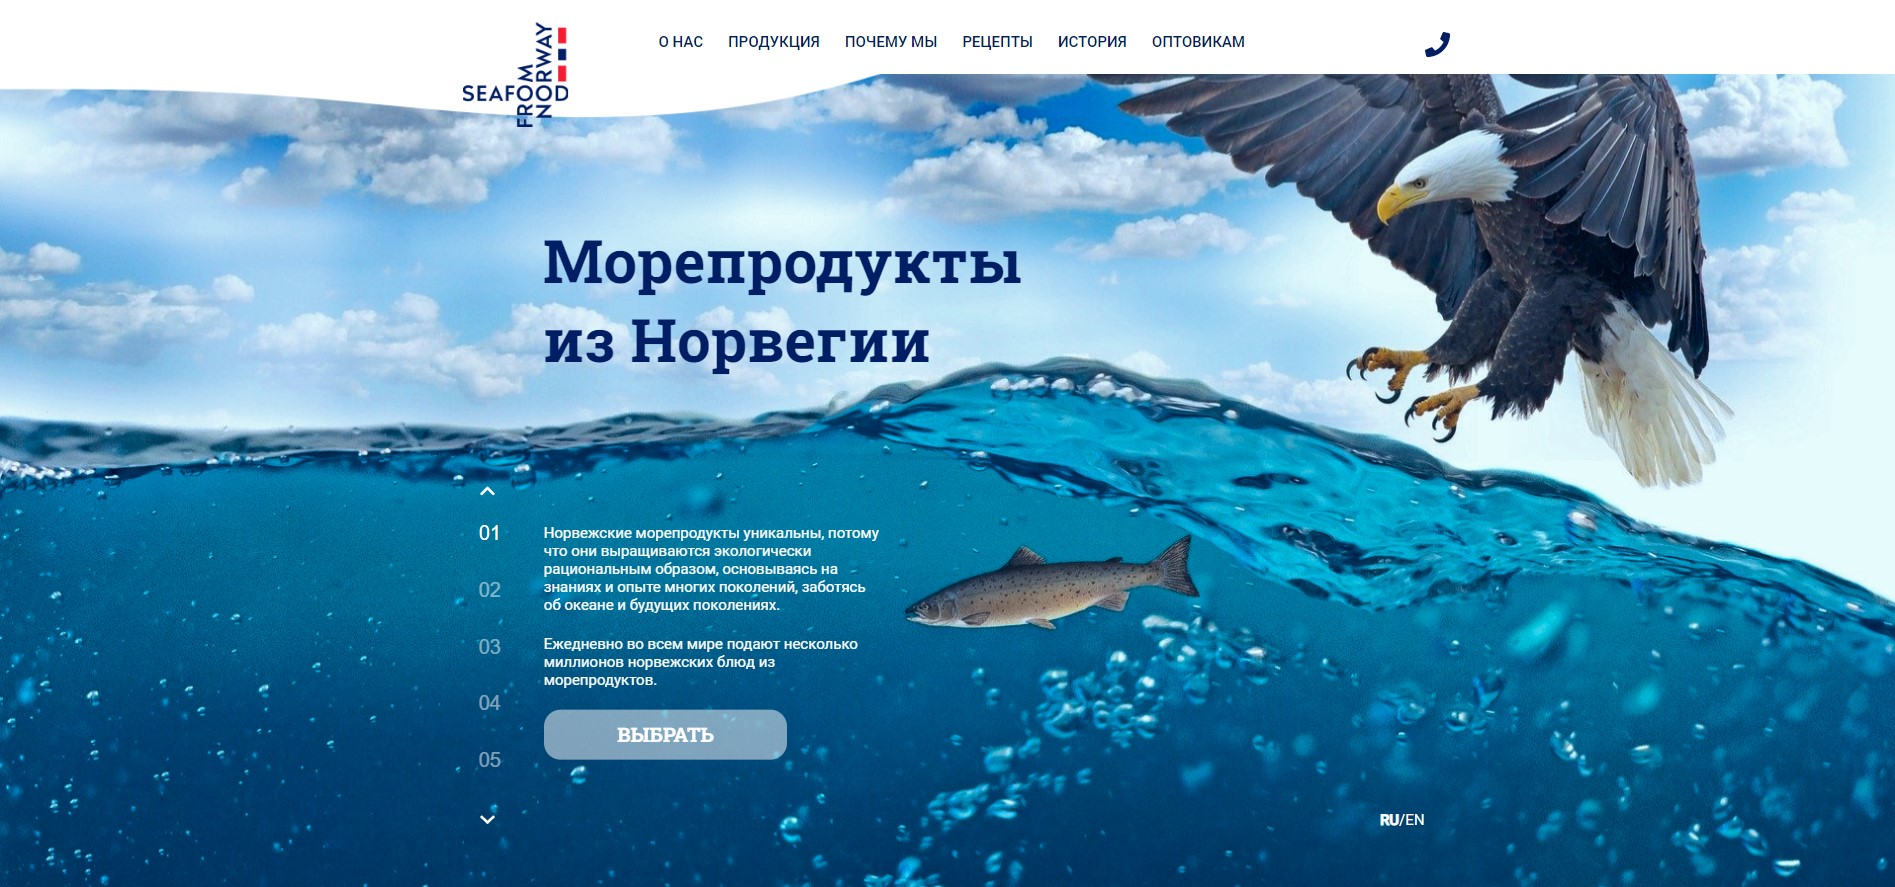 SEAFOOD
FROM
NORWAY
О НАС
ПРОДУКЦИЯ
ПОЧЕМУ МЫ
РЕЦЕПТЫ
ИСТОРИЯ
ОПТОВИКАМ
Морепродукты
из Норвегии
01
02
03
04
05
Норвежские морепродукты уникальны, потому
что они выращиваются экологически
рациональным образом, основываясь на
знаниях и опыте многих поколений, заботясь
об океане и будущих поколениях.
Ежедневно во всем мире подают несколько
миллионов норвежских блюд из
морепродуктов.
ВЫБРАТЬ
RU/EN